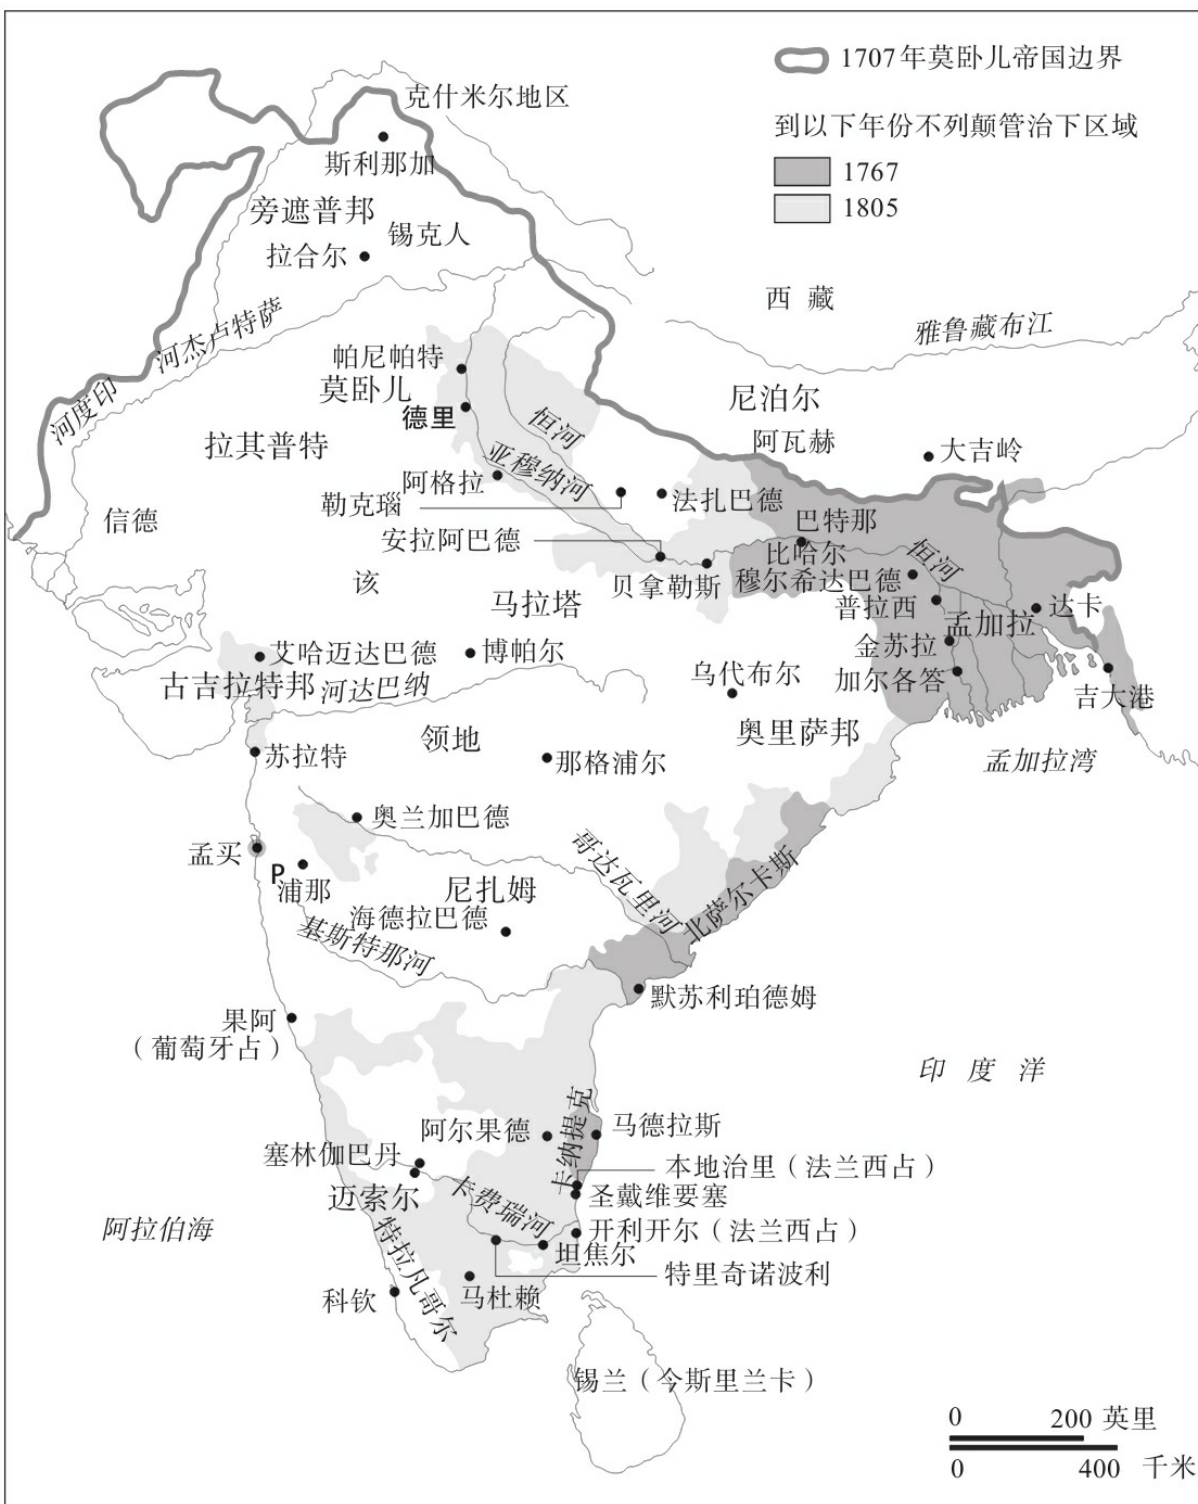 1707年莫卧儿帝国边界
到以下年份不列颠管治下区域
1767
1805
克什米尔地区
斯利那加
旁遮普邦
锡克人
拉合尔
西藏
雅鲁藏布江
河杰卢特萨
河度印
帕尼帕特
莫卧儿
德里
恒河
尼泊尔
拉其普特
亚穆纳河
阿瓦赫
大吉岭
阿格拉
勒克瑙
法扎巴德
信德
安拉阿巴德
巴特那
比哈尔
恒河
贝拿勒斯
穆尔希达巴德
该
马拉塔
普拉西
孟加拉
达卡
金苏拉
艾哈迈达巴德
博帕尔
乌代布尔
加尔各答
古吉拉特邦
河达巴纳
吉大港
领地
奥里萨邦
苏拉特
那格浦尔
孟加拉湾
奥兰加巴德
孟买
P
浦那
哥达瓦里河
北萨尔卡斯
尼扎姆
海德拉巴德
基斯特那河
默苏利珀德姆
果阿
（葡萄牙占）
印度洋
卡纳提克
阿尔果德
马德拉斯
塞林伽巴丹
本地治里（法兰西占）
迈索尔
卡费瑞河
圣戴维要塞
阿拉伯海
特拉凡哥尔
开利开尔（法兰西占）
坦焦尔
特里奇诺波利
科钦
马杜赖
锡兰（今斯里兰卡）
0 200 英里
0 400 千米